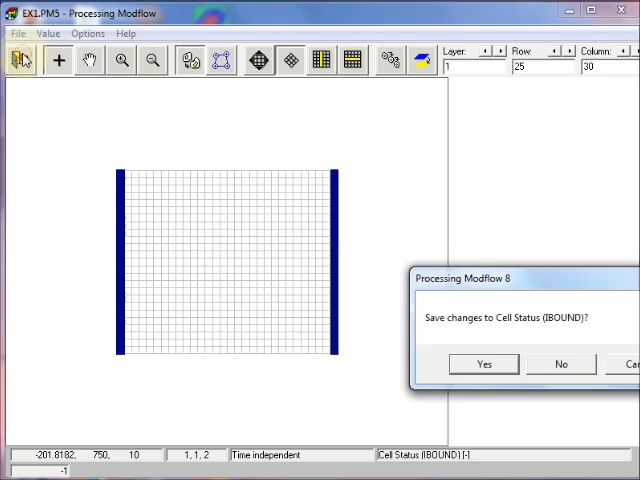 EX1.PM5 - Processing Modflow
File Value Options Help
Layer: Row: Column:
1 25 30
Processing Modflow 8
Save changes to Cell Status (IBOUND)?
Yes No Can
-201.8182, 750, 10 1, 1, 2 Time independent Cell Status (IBOUND) [-]
-1